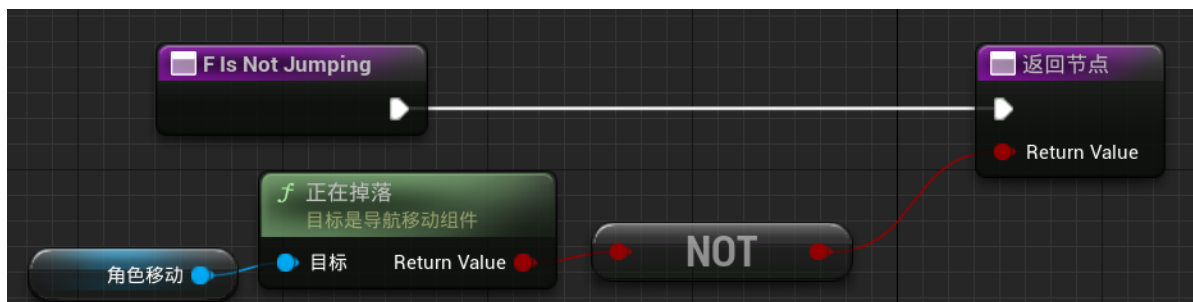 F Is Not Jumping
返回节点
Return Value
f 正在掉落
目标是导航移动组件
角色移动
目标
Return Value
NOT